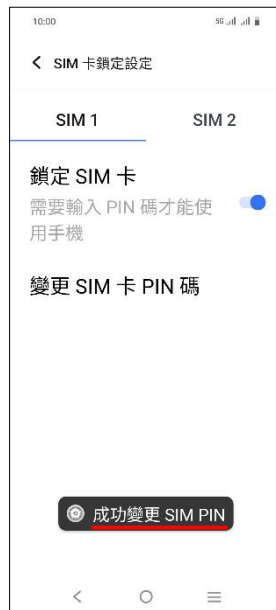 10:00
5G
SIM 卡鎖定設定
SIM 1
SIM 2
鎖定 SIM 卡
需要輸入 PIN 碼才能使
用手機
變更 SIM 卡 PIN 碼
成功變更 SIM PIN